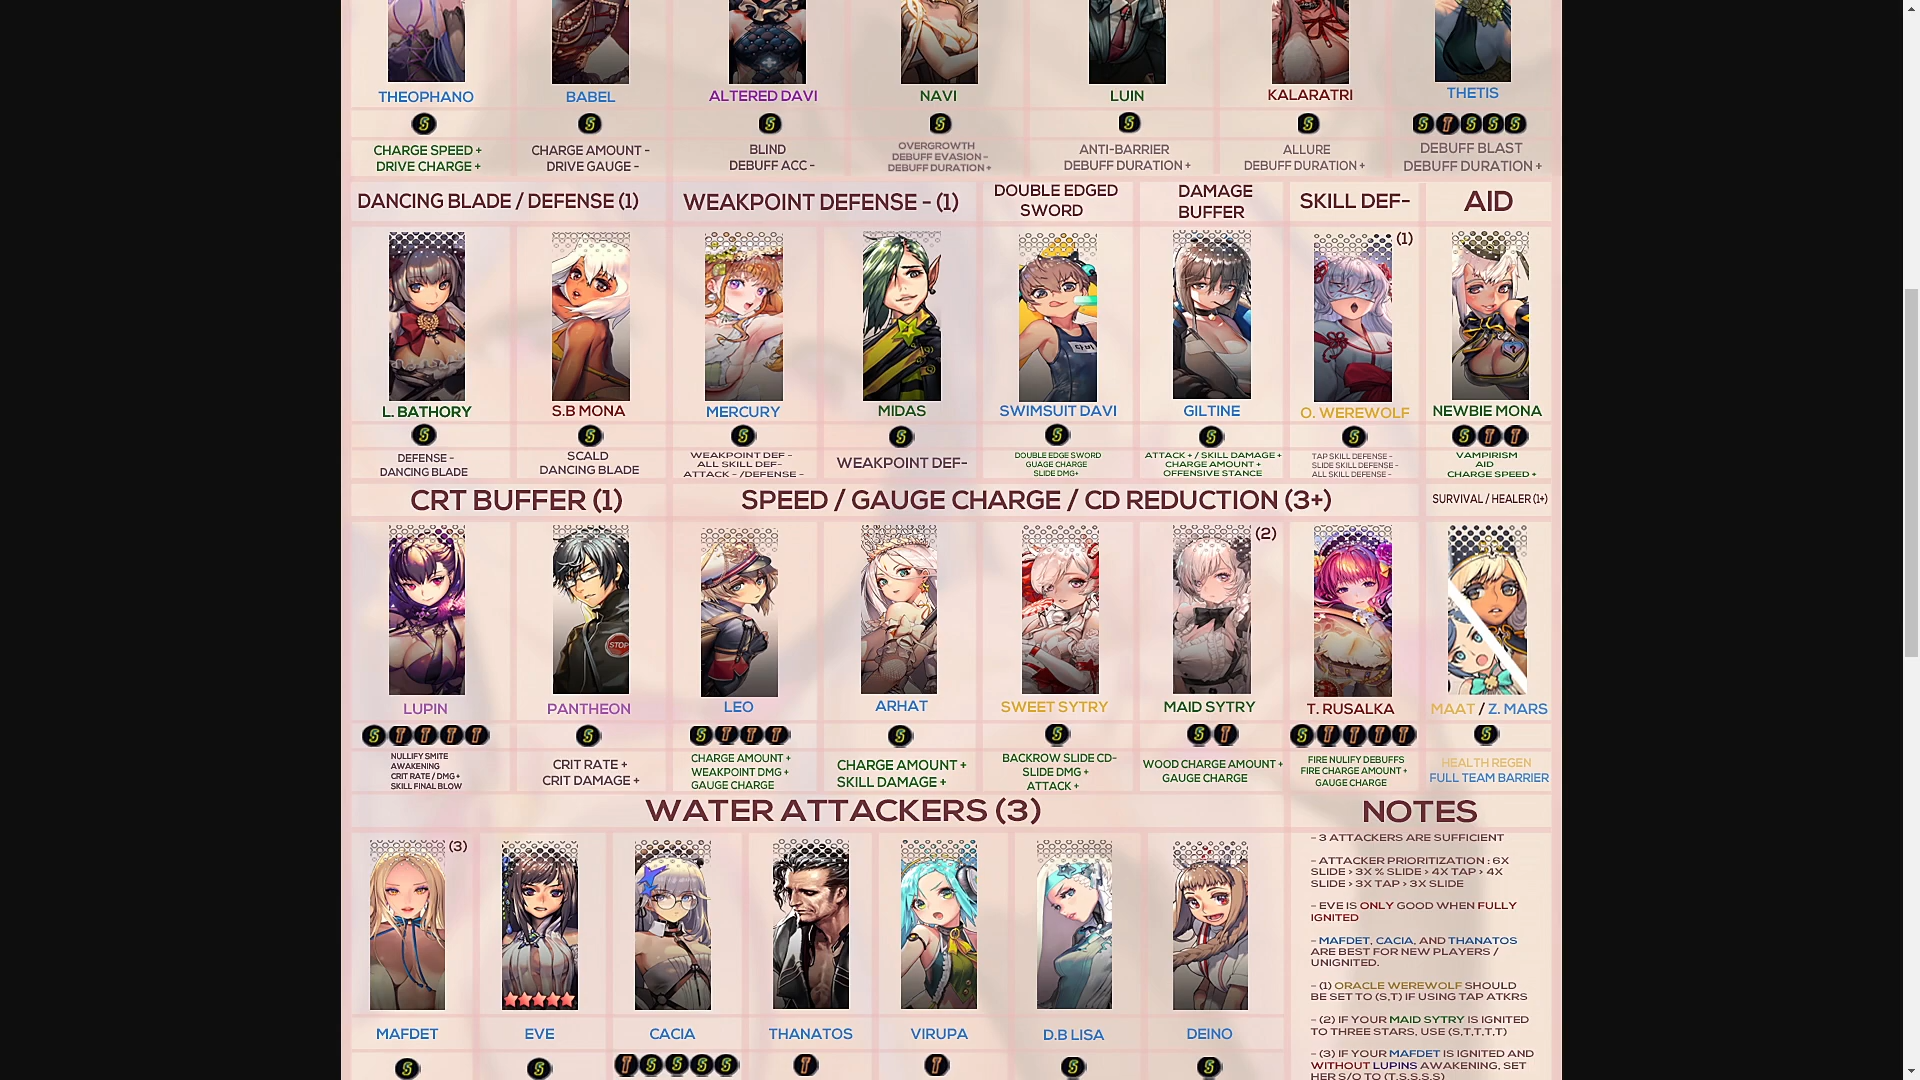 THEOPHANO
BABEL
ALTERED DAVI
NAVI
LUIN
KALARATRI
THETIS
S
S
S
S
S
S
S T S S S
CHARGE SPEED +
DRIVE CHARGE +
CHARGE AMOUNT -
DRIVE GAUGE -
BLIND
DEBUFF ACC -
OVERGROWTH
DEBUFF EVASION -
DEBUFF DURATION +
ANTI-BARRIER
DEBUFF DURATION +
ALLURE
DEBUFF DURATION +
DEBUFF BLAST
DEBUFF DURATION +
DANCING BLADE / DEFENSE (1)
WEAKPOINT DEFENSE - (1)
DOUBLE EDGED
SWORD
DAMAGE
BUFFER
SKILL DEF-
AID
(1)
L. BATHORY
S.B MONA
MERCURY
MIDAS
SWIMSUIT DAVI
GILTINE
O. WEREWOLF
NEWBIE MONA
S
S
S
S
S
S
S
S T T
DEFENSE -
DANCING BLADE
SCALD
DANCING BLADE
WEAKPOINT DEF -
ALL SKILL DEF-
ATTACK - /DEFENSE -
WEAKPOINT DEF-
DOUBLE EDGE SWORD
GUAGE CHARGE
SLIDE DMG+
ATTACK + / SKILL DAMAGE +
CHARGE AMOUNT +
OFFENSIVE STANCE
TAP SKILL DEFENSE -
SLIDE SKILL DEFENSE -
ALL SKILL DEFENSE -
VAMPIRISM
AID
CHARGE SPEED +
CRT BUFFER (1)
SPEED / GAUGE CHARGE / CD REDUCTION (3+)
SURVIVAL / HEALER (1+)
STOP
(2)
LUPIN
PANTHEON
LEO
ARHAT
SWEET SYTRY
MAID SYTRY
T. RUSALKA
MAAT / Z. MARS
S T T T T
S
S T T T
S
S
S T
S T T T T
S
NULLIFY SMITE
AWAKENING
CRIT RATE / DMG +
SKILL FINAL BLOW
CRIT RATE +
CRIT DAMAGE +
CHARGE AMOUNT +
WEAKPOINT DMG +
GAUGE CHARGE
CHARGE AMOUNT +
SKILL DAMAGE +
BACKROW SLIDE CD-
SLIDE DMG +
ATTACK +
WOOD CHARGE AMOUNT +
GAUGE CHARGE
FIRE NULIFY DEBUFFS
FIRE CHARGE AMOUNT +
GAUGE CHARGE
HEALTH REGEN
FULL TEAM BARRIER
WATER ATTACKERS (3)
NOTES
(3)
MAFDET
EVE
CACIA
THANATOS
VIRUPA
D.B LISA
DEINO
S
S
T S S S S
T
T
S
S
- 3 ATTACKERS ARE SUFFICIENT
- ATTACKER PRIORITIZATION : 6X
SLIDE > 3X % SLIDE > 4X TAP > 4X
SLIDE > 3X TAP > 3X SLIDE
- EVE IS ONLY GOOD WHEN FULLY
IGNITED
- MAFDET, CACIA, AND THANATOS
ARE BEST FOR NEW PLAYERS /
UNIGNITED.
- (1) ORACLE WEREWOLF SHOULD
BE SET TO (S,T) IF USING TAP ATKRS
- (2) IF YOUR MAID SYTRY IS IGNITED
TO THREE STARS, USE (S,T,T,T,T)
- (3) IF YOUR MAFDET IS IGNITED AND
WITHOUT LUPINS AWAKENING, SET
HER S/O TO (T,S,S,S,S)